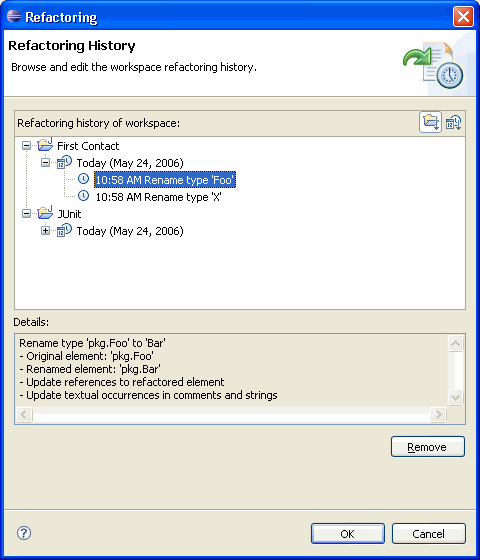 Refactoring
Refactoring History
Browse and edit the workspace refactoring history.
Refactoring history of workspace:
First Contact
Today (May 24, 2006)
10:58 AM Rename type 'Foo'
10:58 AM Rename type 'X'
JUnit
Today (May 24, 2006)
Details:
Rename type 'pkg.Foo' to 'Bar'
- Original element: 'pkg.Foo'
- Renamed element: 'pkg.Bar'
- Update references to refactored element
- Update textual occurrences in comments and strings
Remove
OK Cancel